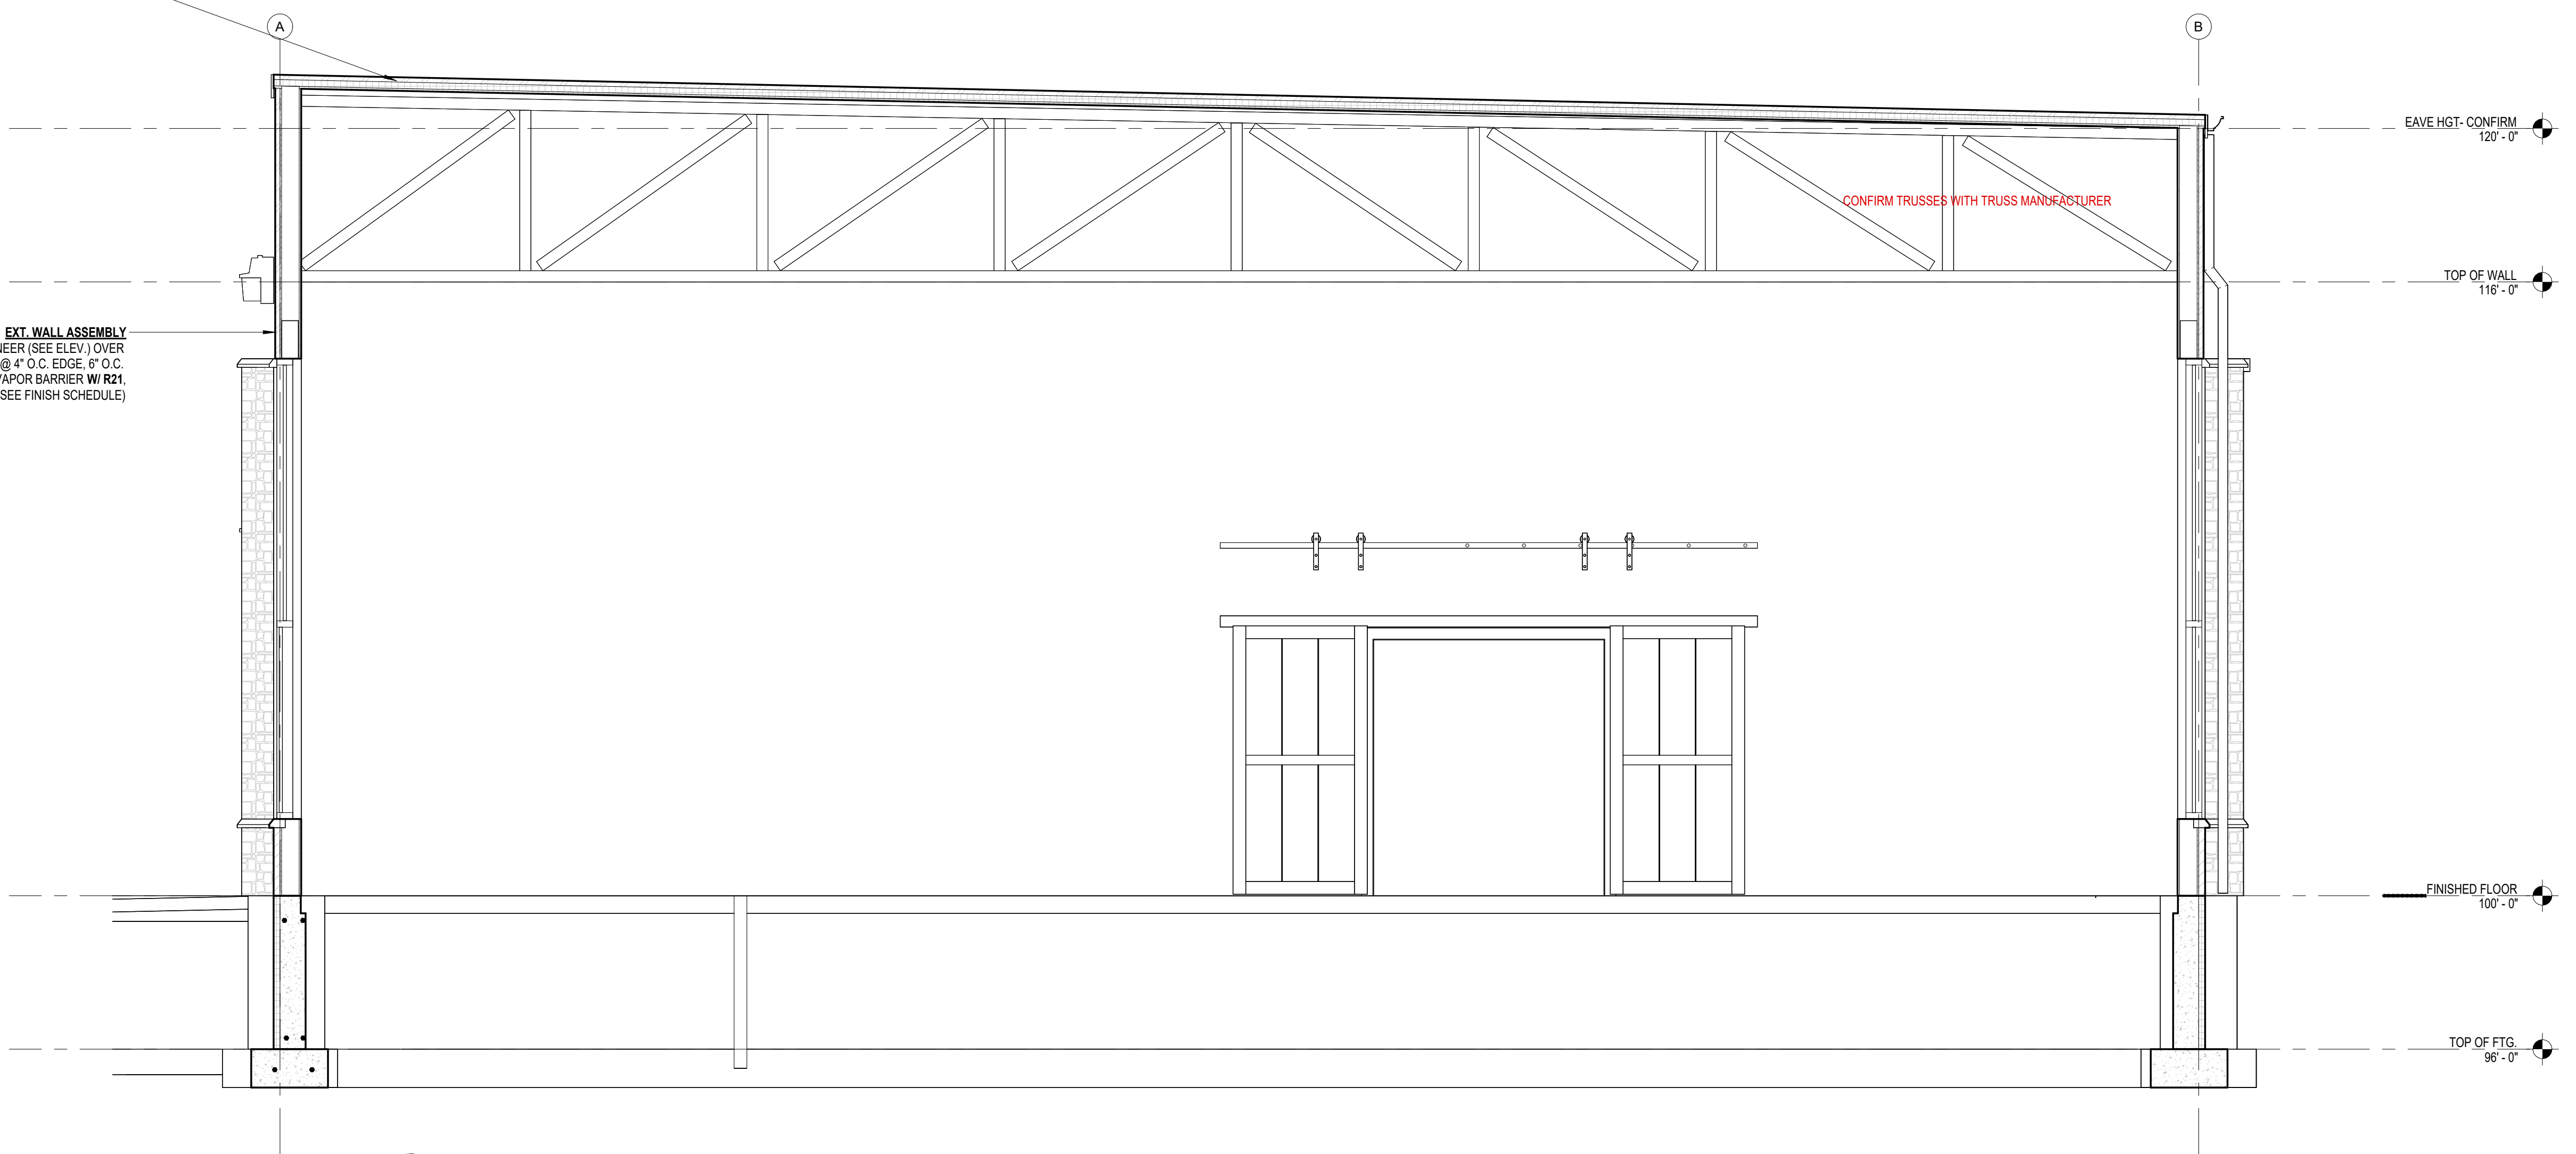 A
B
EAVE HGT- CONFIRM
120' - 0"
CONFIRM TRUSSES WITH TRUSS MANUFACTURER
TOP OF WALL
116' - 0"
EXT. WALL ASSEMBLY
NEER (SEE ELEV.) OVER
@ 4" O.C. EDGE, 6" O.C.
VAPOR BARRIER W/ R21,
SEE FINISH SCHEDULE)
FINISHED FLOOR
100' - 0"
TOP OF FTG.
96' - 0"